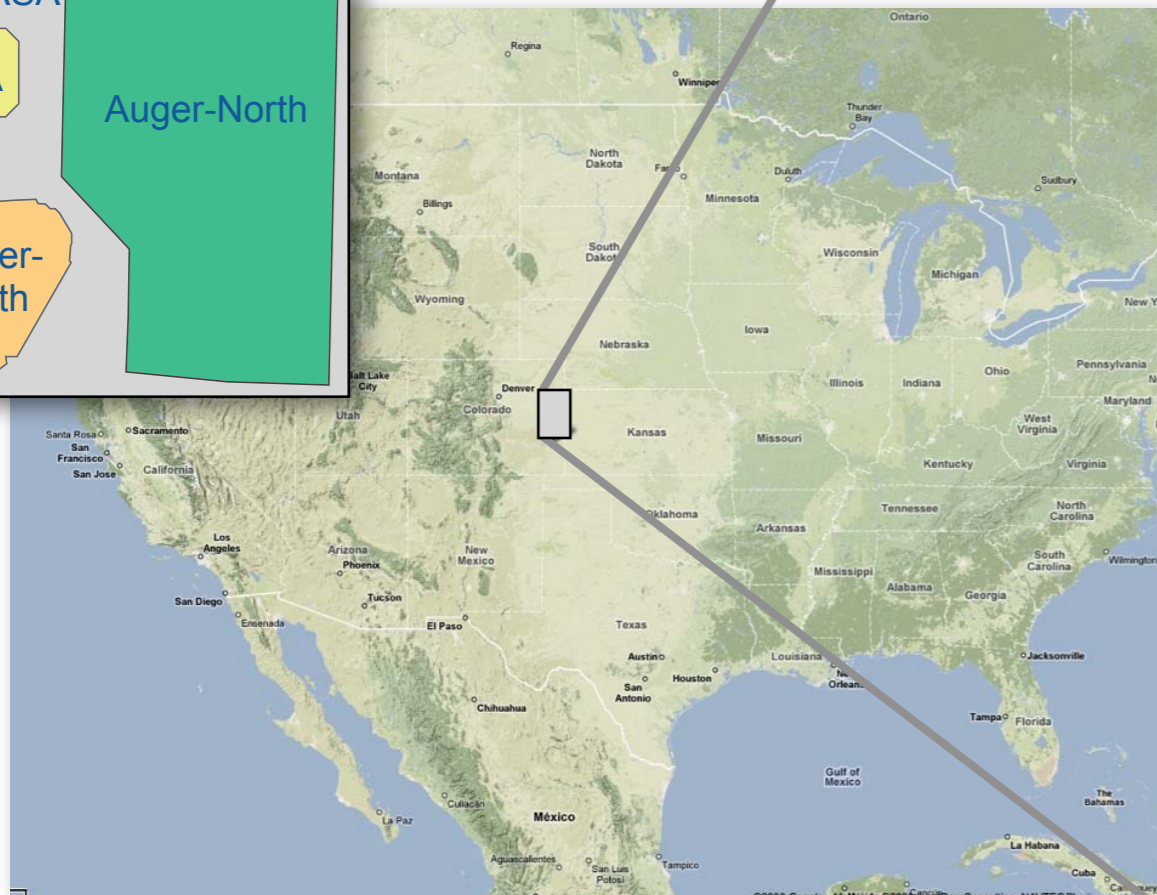 ASA
A
Auger-North
er-
th
Ontario
Regina
Winnipeg
Thunder
Bay
North
Dakota
Fargo
Duluth
Sudbury
Montana
Minnesota
Billings
South
Dakota
Wisconsin
Michigan
Wyoming
New Y
Iowa
Nebraska
Pennsylvania
Ohio
Salt Lake
City
Denver
Illinois
Indiana
Maryland
Utah
Colorado
West
Virginia
Santa Rosa
Sacramento
Kansas
Missouri
San
Francisco
San Jose
California
Kentucky
Virginia
Oklahoma
Tennessee
North
Carolina
Arkansas
Los
Angeles
Arizona
Phoenix
New
Mexico
South
Carolina
Wilmington
Mississippi
Alabama
Georgia
San Diego
Tucson
Ensenada
El Paso
Texas
Austin
Louisiana
Jacksonville
Houston
San
Antonio
New
Orleans
Chihuahua
Tampa
Florida
Gulf of
Mexico
The
Bahamas
Culiacán
La Paz
México
La Habana
Aguascalientes
San Luis
Potosí
Tampico
Cuba
Camagüey
Cancún